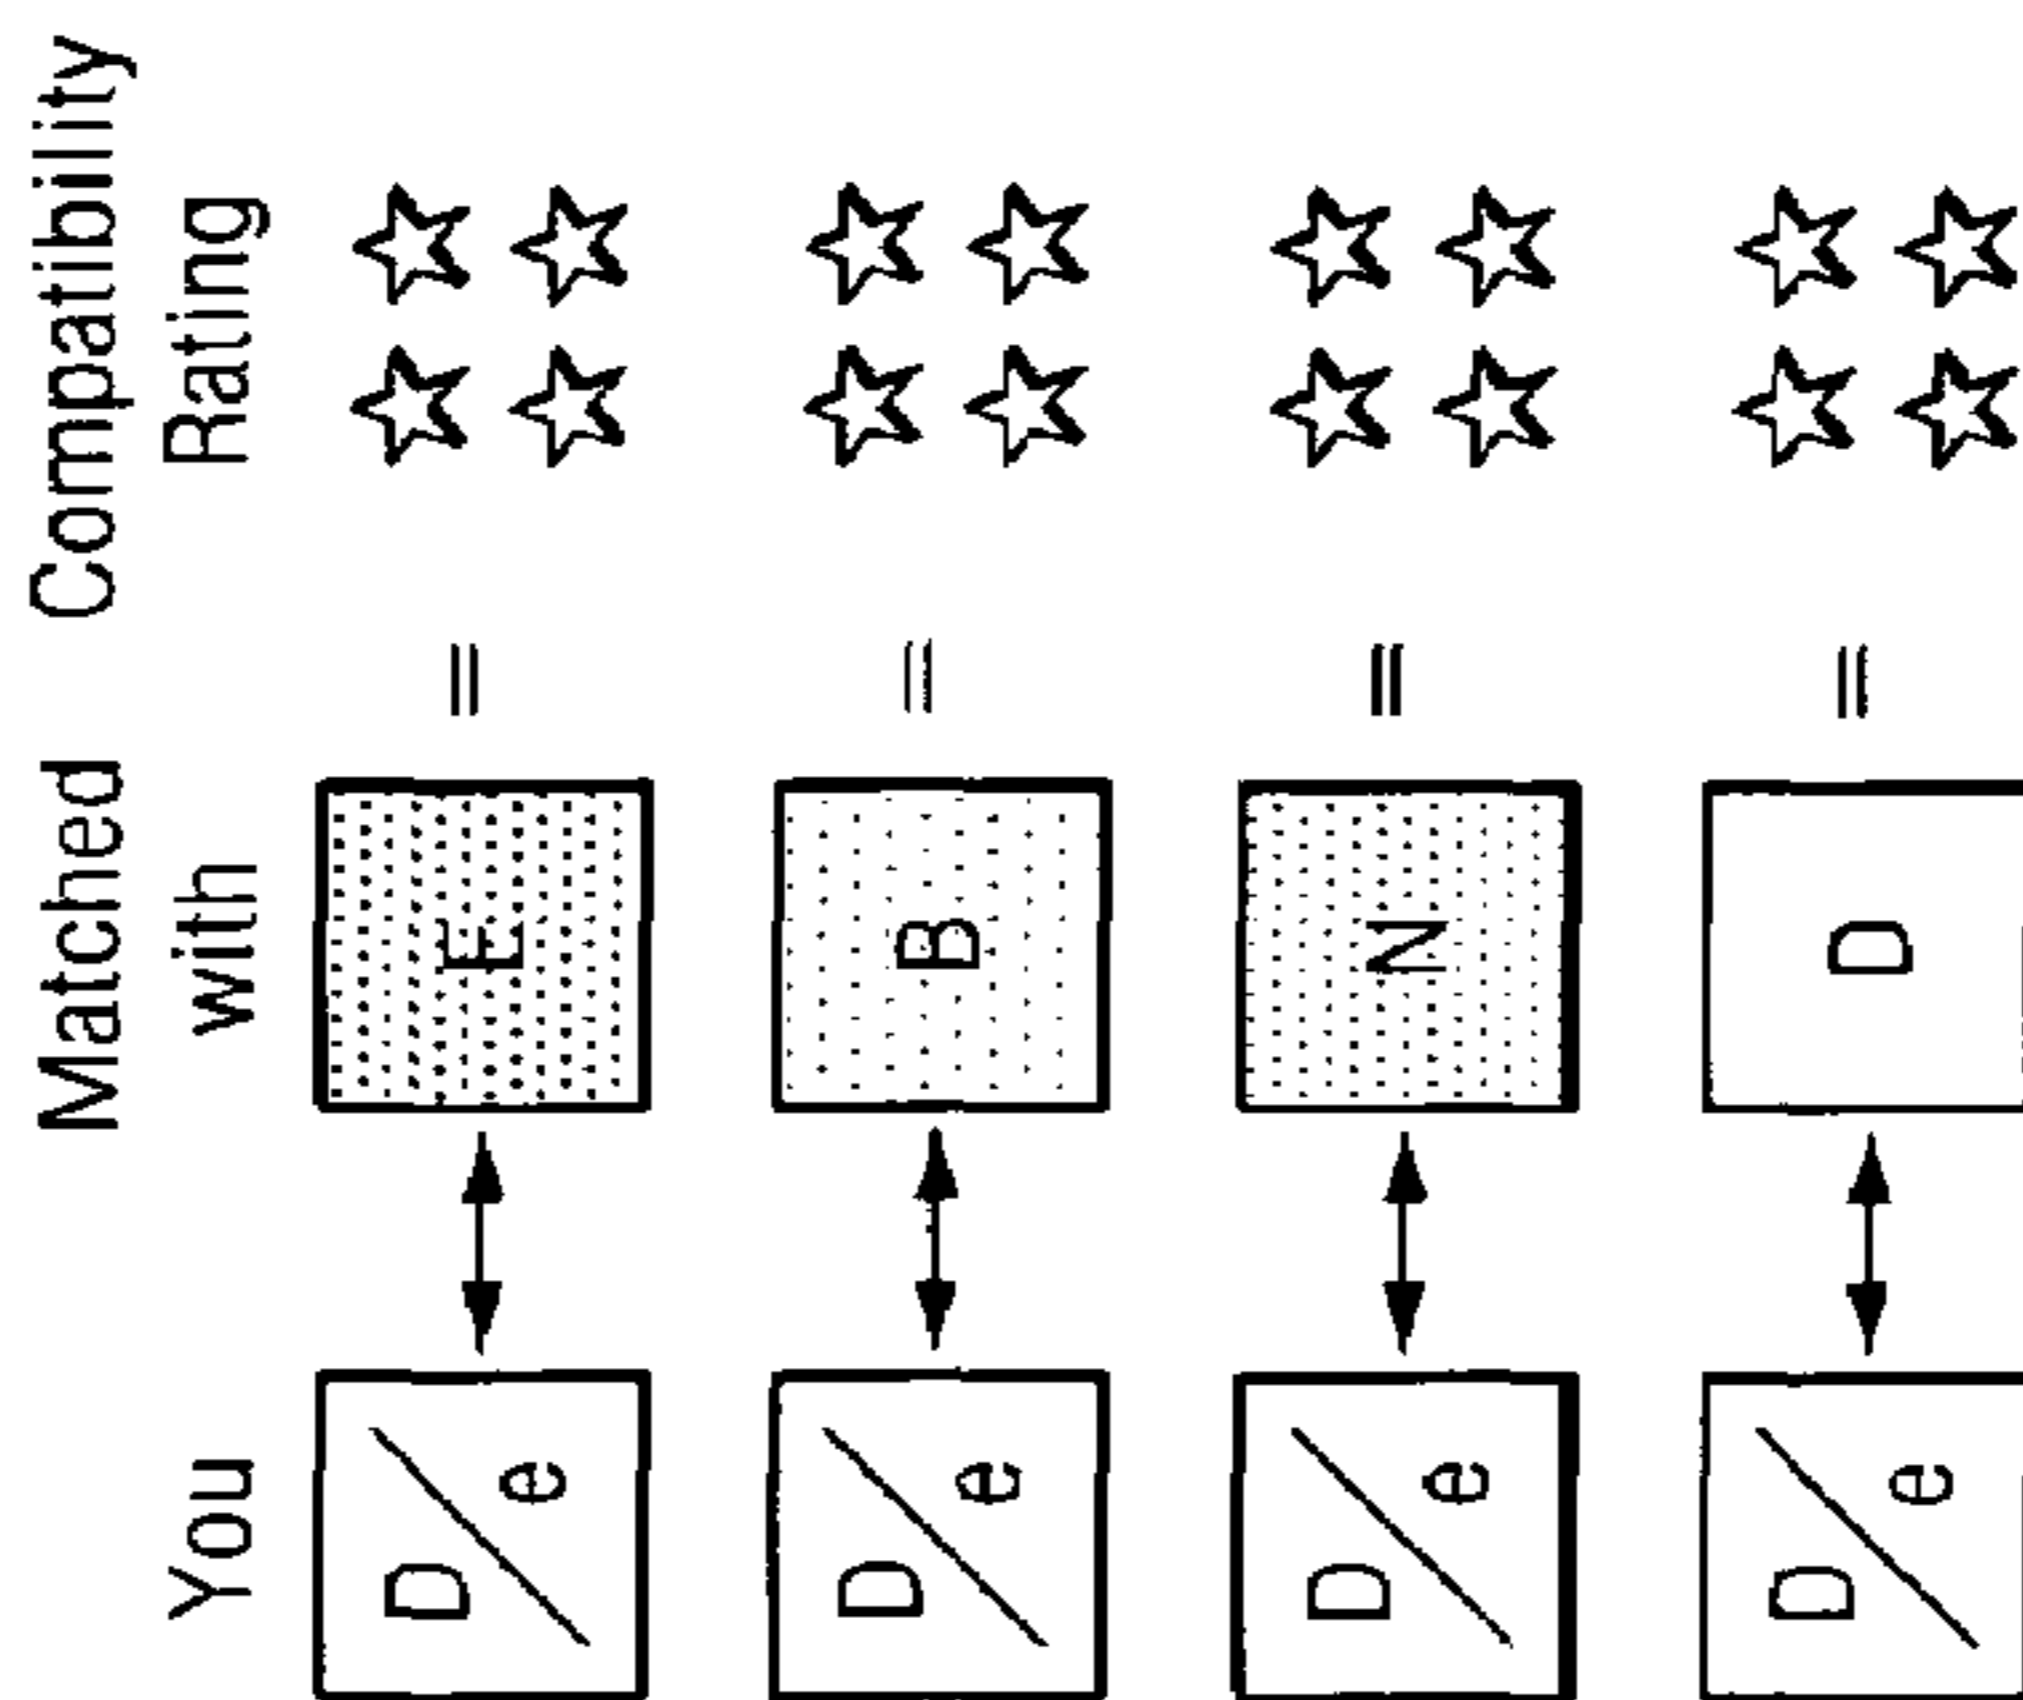 You Matched with Compatibility Rating
D/e E =
D/e B =
D/e N =
D/e D =